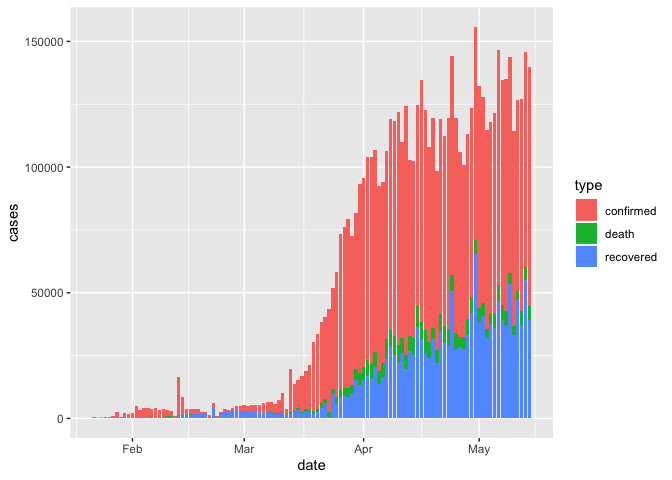 150000
100000
50000
0
cases
Feb
Mar
Apr
May
date
type
confirmed
death
recovered